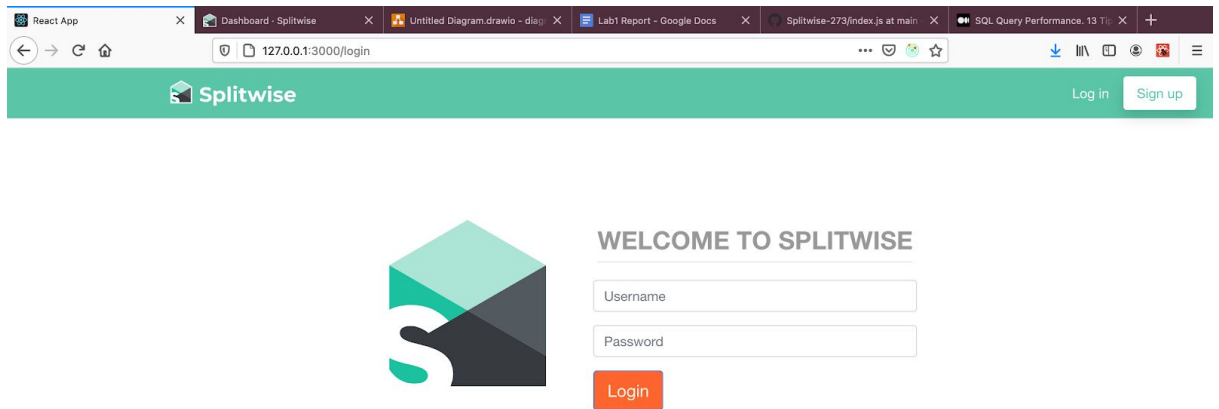 React App
Dashboard · Splitwise
Untitled Diagram.drawio - diagr
Lab1 Report - Google Docs
Splitwise-273/index.js at main ·
SQL Query Performance. 13 Tip
127.0.0.1:3000/login
Splitwise
Log in
Sign up
S
WELCOME TO SPLITWISE
Username
Password
Login